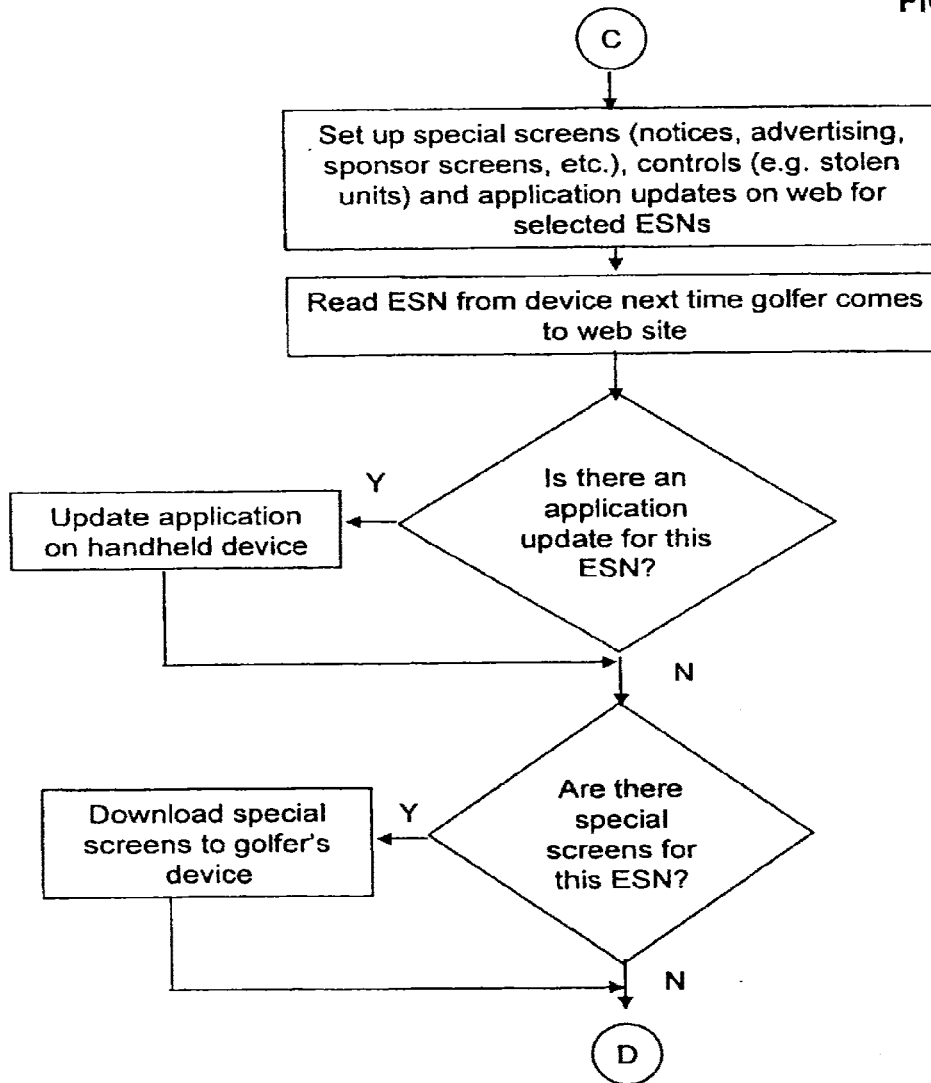 C
Set up special screens (notices, advertising,
sponsor screens, etc.), controls (e.g. stolen
units) and application updates on web for
selected ESNs
Read ESN from device next time golfer comes
to web site
Is there an
application
update for this
ESN?
Y
Update application
on handheld device
N
Are there
special
screens for
this ESN?
Y
Download special
screens to golfer's
device
N
D